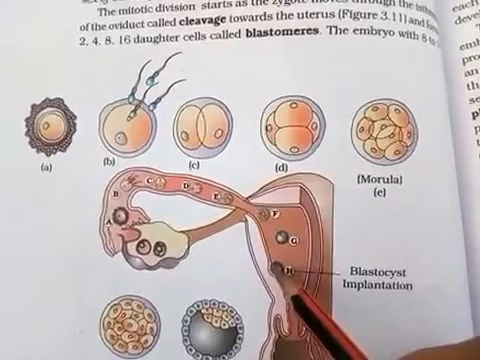 The mitotic division starts as the zygote moves through the
of the oviduct called cleavage towards the uterus (Figure 3.11) and
2, 4, 8, 16 daughter cells called blastomeres. The embryo with 8 to
(a)
(b)
(c)
(d)
(Morula)
(e)
A
B
C
D
E
F
G
H
Blastocyst
Implantation